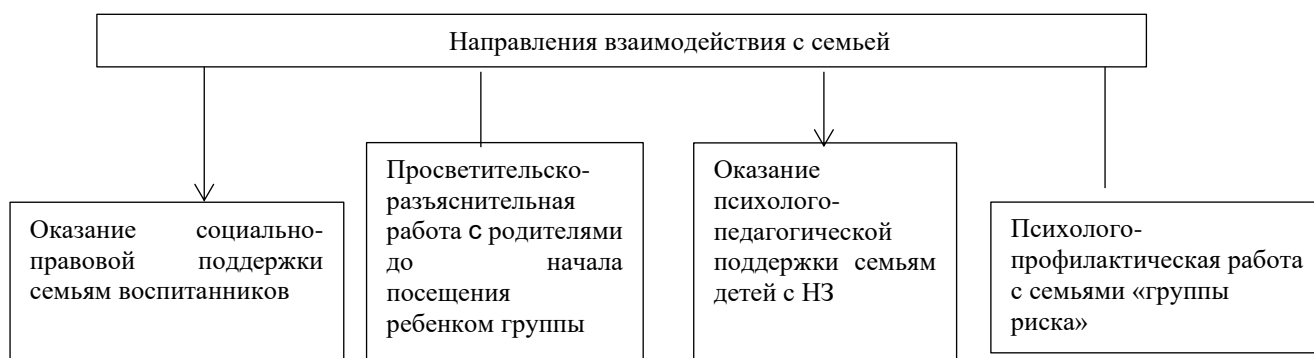 Направления взаимодействия с семьей
Оказание социально-
правовой поддержки
семьям воспитанников
Просветительско-
разъяснительная
работа с родителями
до начала
посещения
ребенком группы
Оказание
психолого-
педагогической
поддержки семьям
детей с НЗ
Психолого-
профилактическая работа
с семьями «группы
риска»